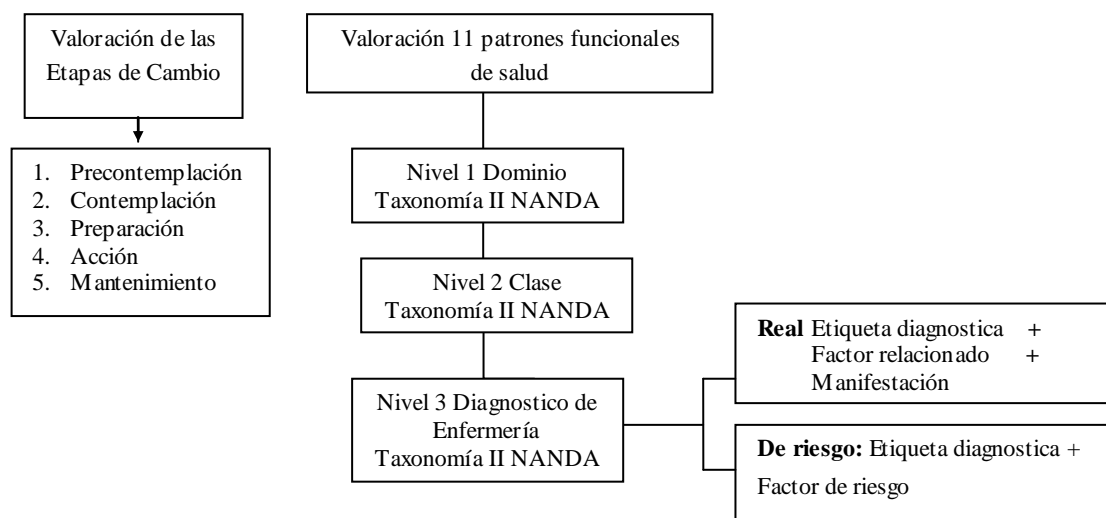 Valoración de las
Etapas de Cambio
Valoración 11 patrones funcionales
de salud
1. Precontemplación
2. Contemplación
3. Preparación
4. Acción
5. Mantenimiento
Nivel 1 Dominio
Taxonomía II NANDA
Nivel 2 Clase
Taxonomía II NANDA
Nivel 3 Diagnostico de
Enfermería
Taxonomía II NANDA
Real Etiqueta diagnostica +
Factor relacionado +
Manifestación
De riesgo: Etiqueta diagnostica +
Factor de riesgo